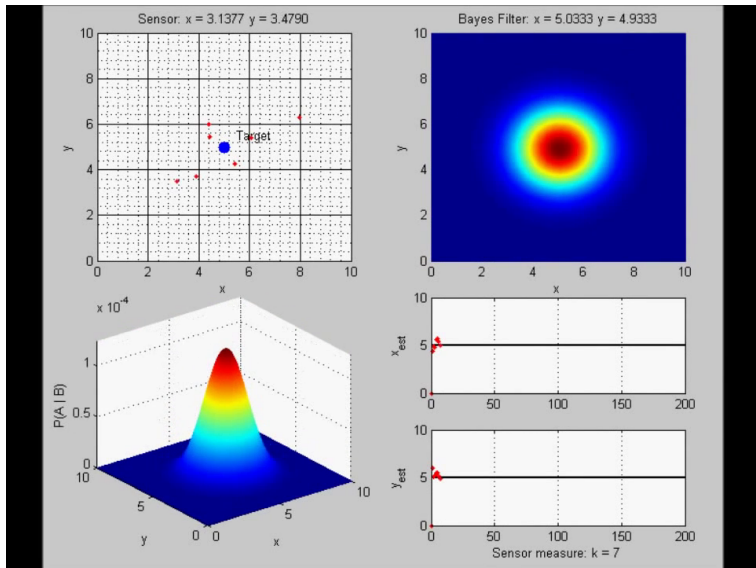 Sensor: x = 3.1377 y = 3.4790
10
8
6
4
2
0
y
Target
0 2 4 6 8 10
x
Bayes Filter: x = 5.0333 y = 4.9333
10
8
6
4
2
0
y
0 2 4 6 8 10
x
x 10⁻⁴
1
0.5
0
P(A | B)
10
5
0
y
0
5
10
x
10
5
0
x_est
0 50 100 150 200
10
5
0
y_est
0 50 100 150 200
Sensor measure: k = 7